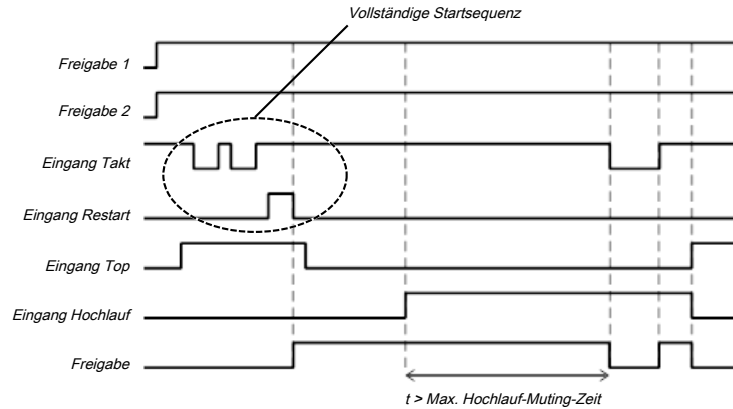 Vollständige Startsequenz
Freigabe 1
Freigabe 2
Eingang Takt
Eingang Restart
Eingang Top
Eingang Hochlauf
Freigabe
t > Max. Hochlauf-Muting-Zeit